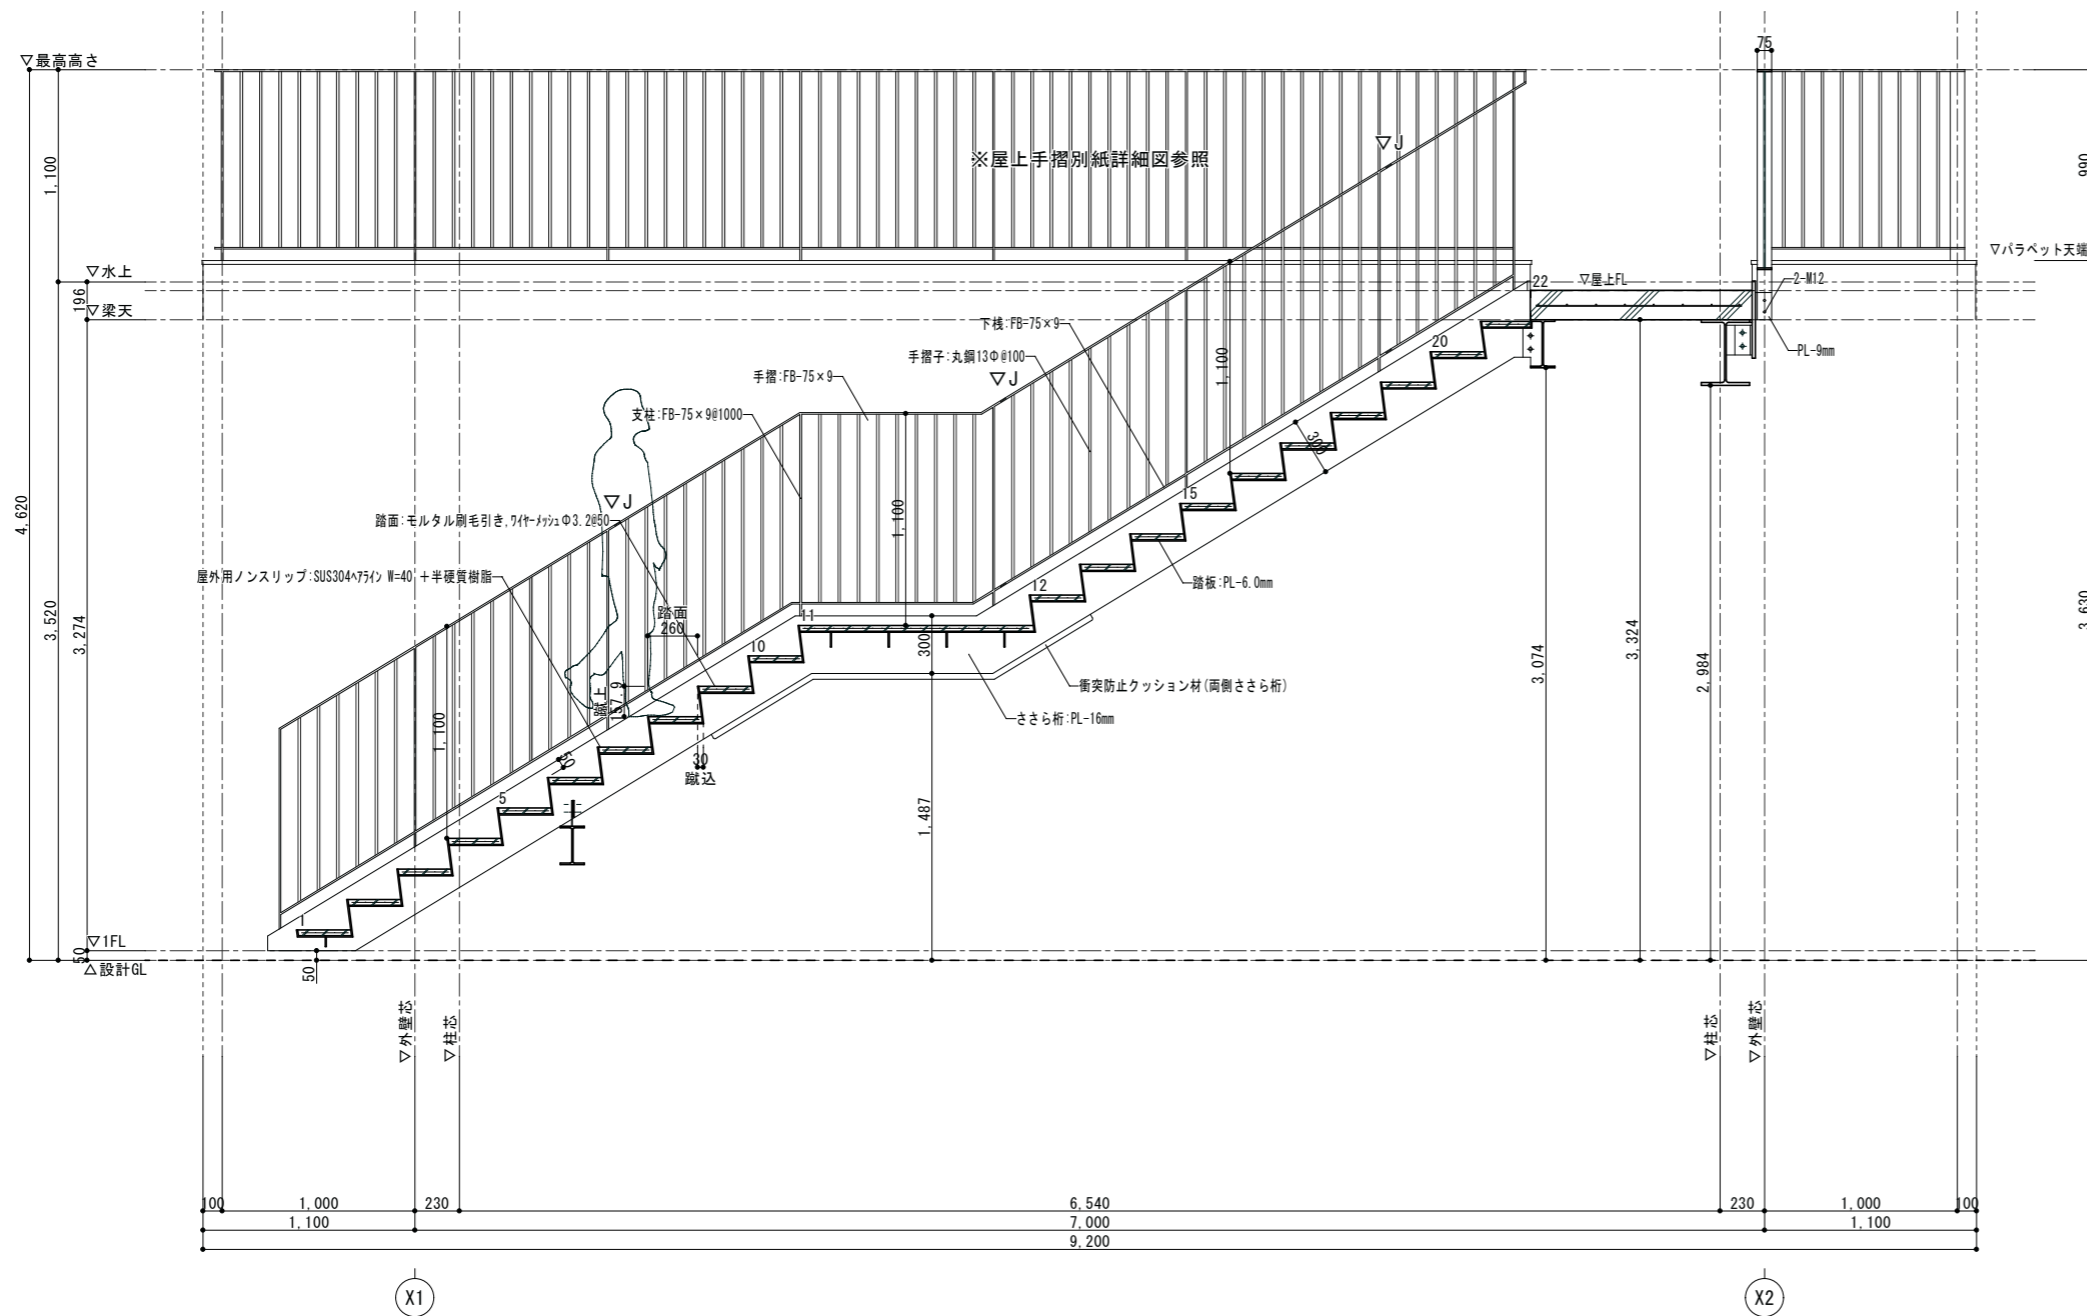 ▽最高高さ
75
1,100
990
※屋上手摺別紙詳細図参照
▽J
▽パラペット天端
▽水上
196
▽梁天
22
▽屋上FL
2-M12
PL-9mm
下桟:FB-75×9
手摺子:丸鋼13Φ@100
20
1,100
手摺:FB-75×9
▽J
支柱:FB-75×9@1000
300
4,620
▽J
踏面:モルタル刷毛引き,ワイヤーメッシュΦ3.2@50
1,100
15
屋外用ノンスリップ:SUS304ヘアライン W=40 +半硬質樹脂
踏板:PL-6.0mm
12
3,520
3,274
踏面
260
11
10
300
3,630
3,324
3,074
2,984
蹴上
157.9
衝突防止クッション材(両側ささら桁)
ささら桁:PL-16mm
1,100
50
30
蹴込
5
1,487
1
▽1FL
50
△設計GL
50
▽外壁芯
▽柱芯
▽柱芯
▽外壁芯
100
1,000
230
6,540
230
1,000
100
1,100
7,000
1,100
9,200
X1
X2